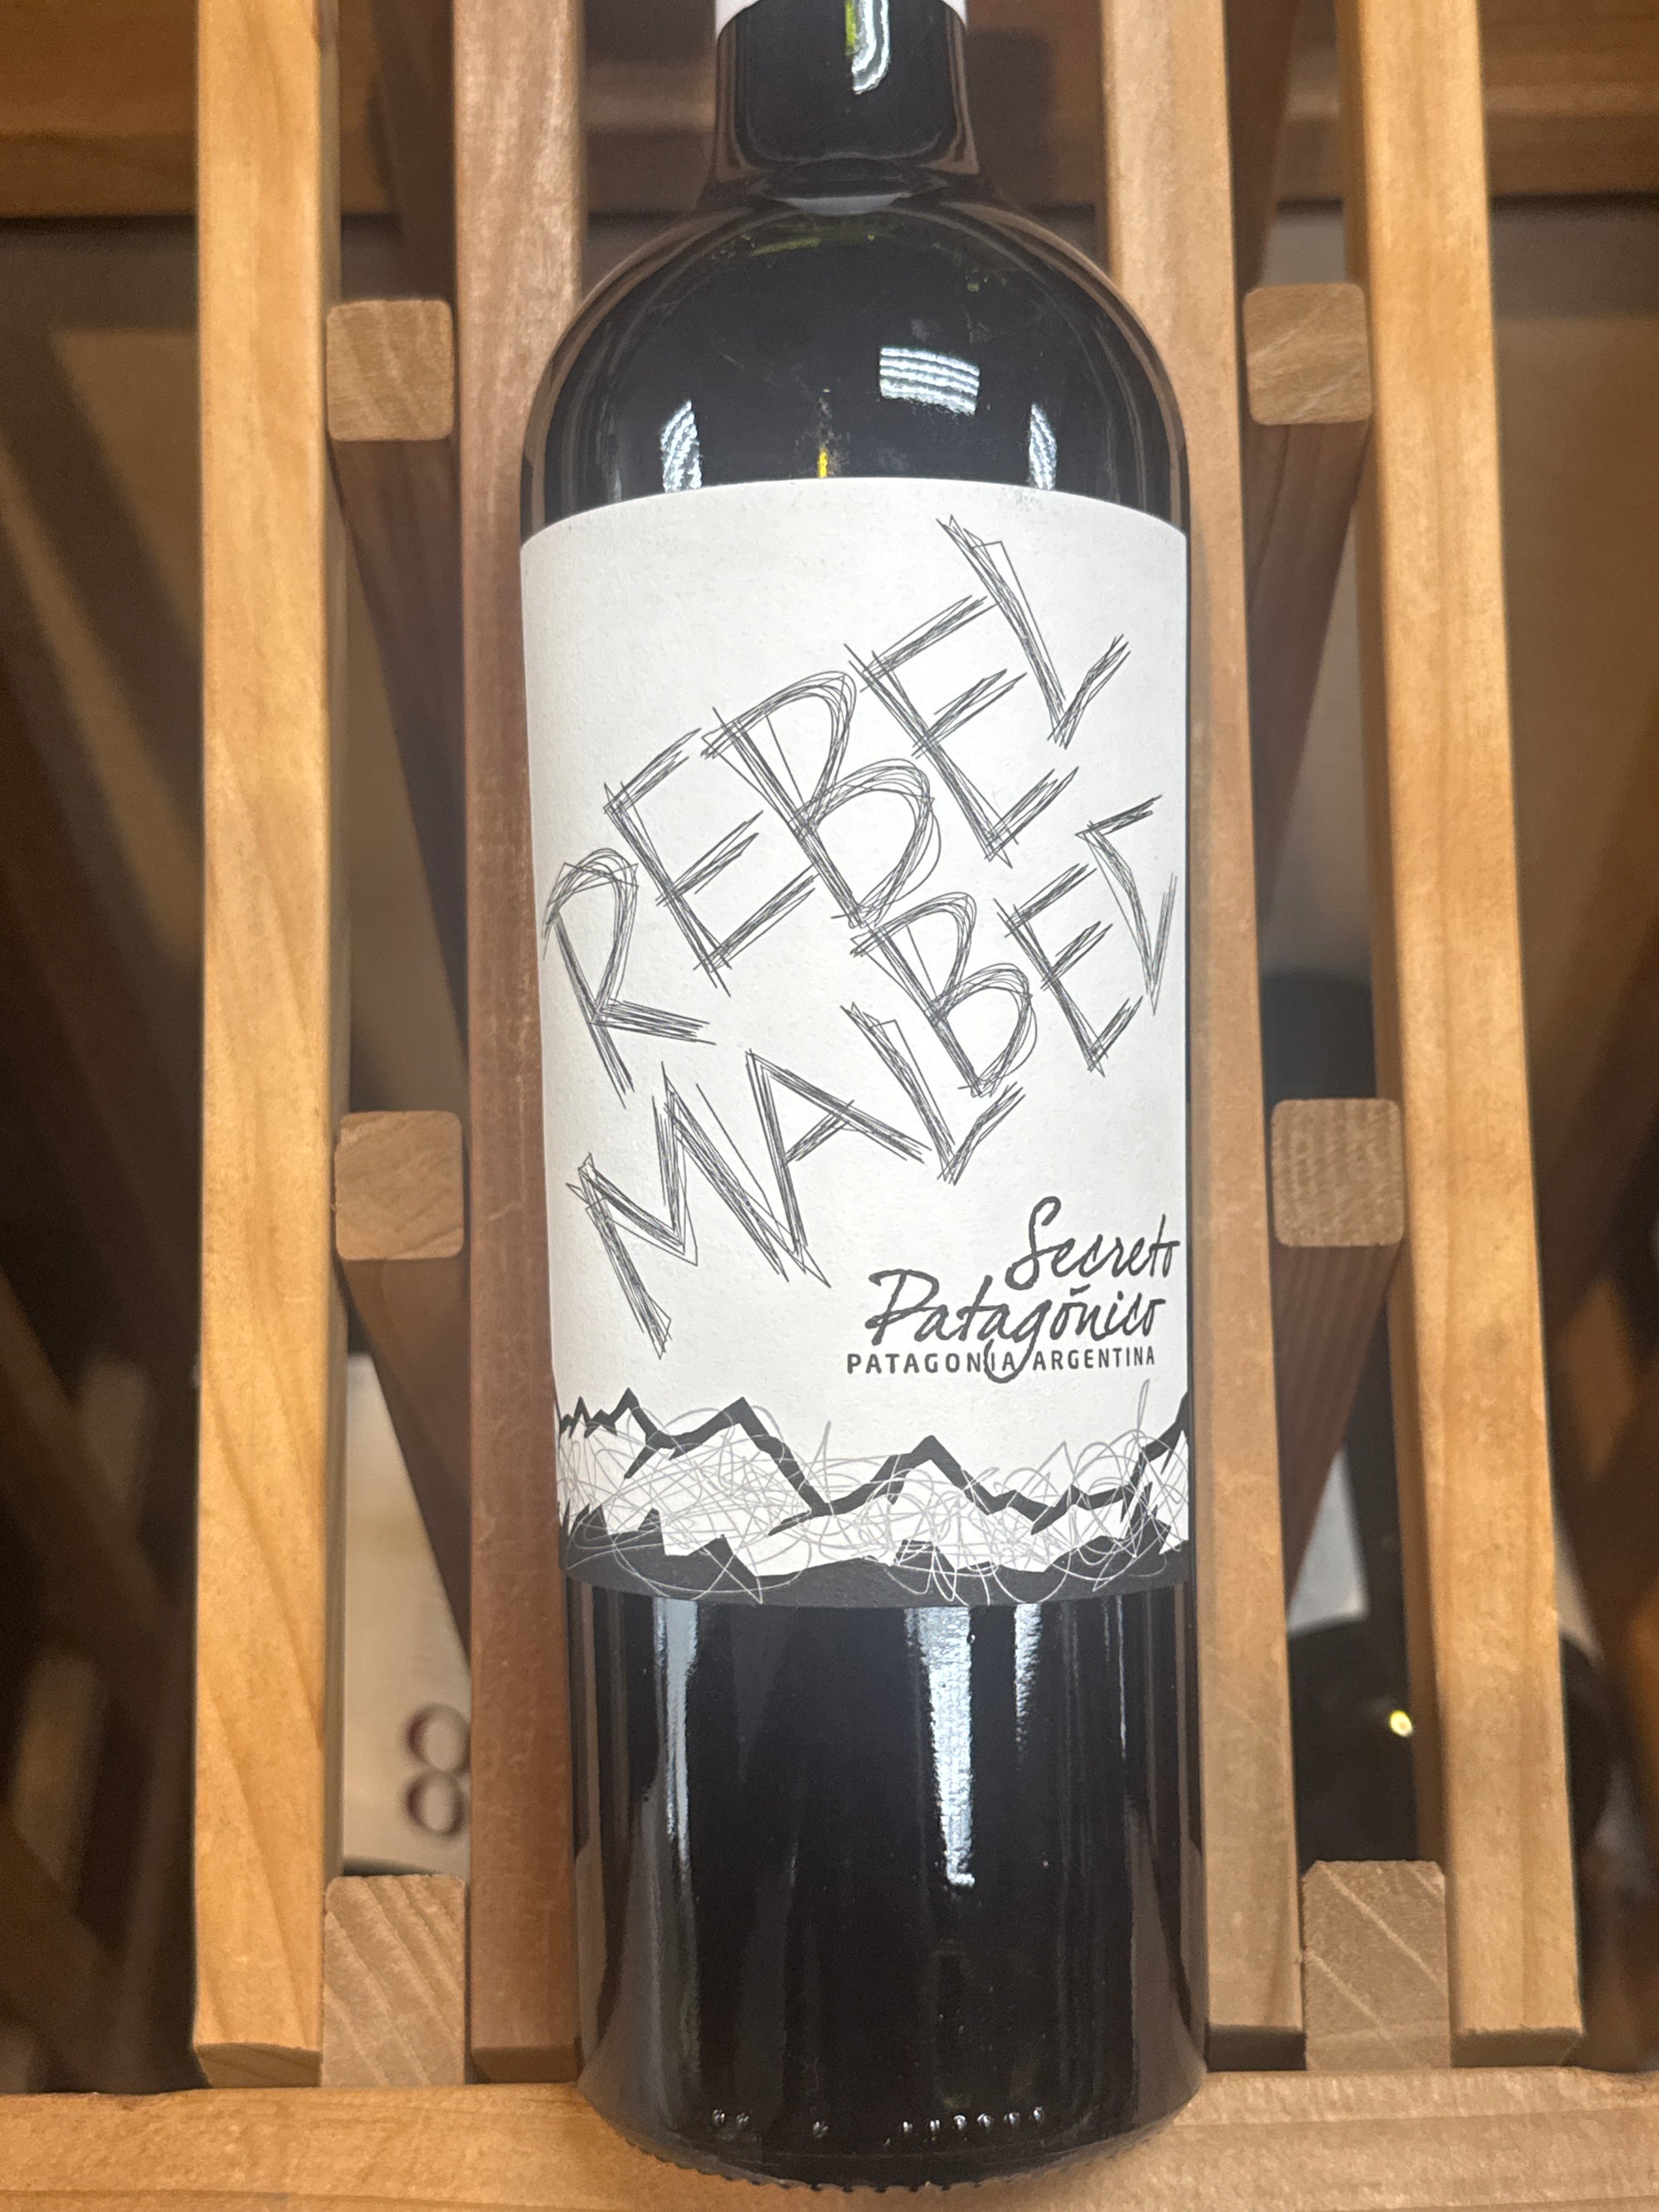 REBEL
MALBEC
Secreto
Patagónico
PATAGONIA ARGENTINA